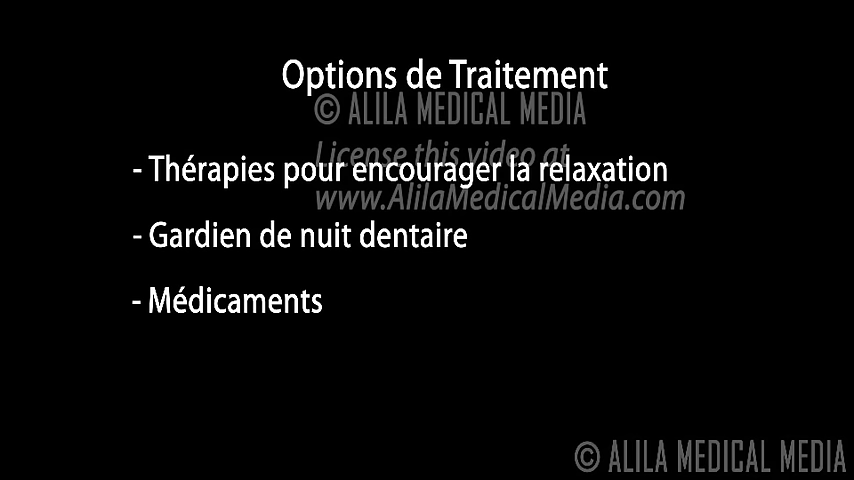 Options de Traitement
© ALILA MEDICAL MEDIA
License this video at
- Thérapies pour encourager la relaxation
www.AlilaMedicalMedia.com
- Gardien de nuit dentaire
- Médicaments
© ALILA MEDICAL MEDIA